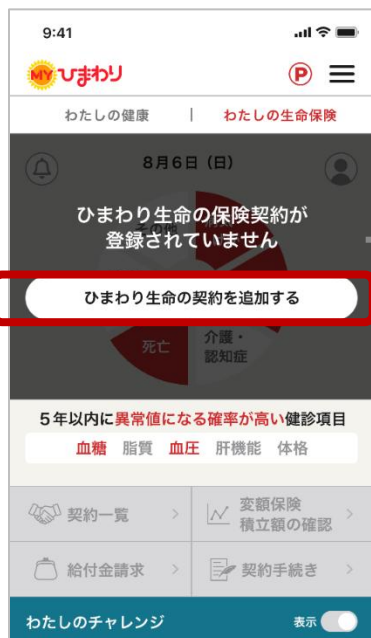 9:41
MY ひまわり
P
わたしの健康 | わたしの生命保険
8月6日(日)
ひまわり生命の保険契約が
登録されていません
ひまわり生命の契約を追加する
死亡
介護・
認知症
5年以内に異常値になる確率が高い健診項目
血糖 脂質 血圧 肝機能 体格
契約一覧
変額保険
積立額の確認
給付金請求
契約手続き
わたしのチャレンジ
表示